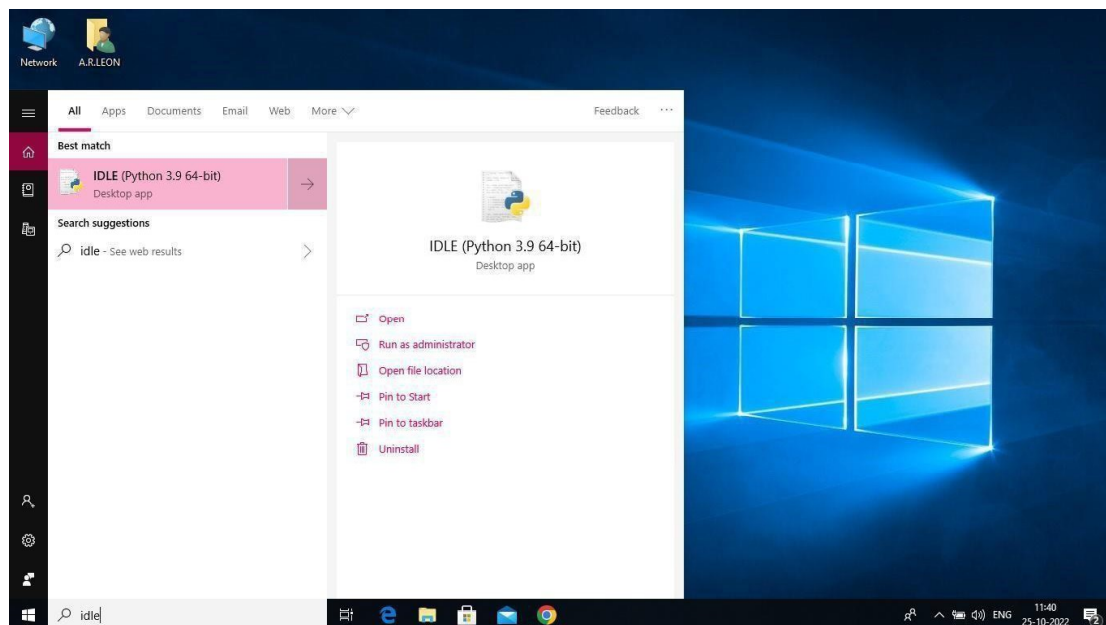 Network
A.R.LEON
All Apps Documents Email Web More Feedback ...
Best match
IDLE (Python 3.9 64-bit)
Desktop app
Search suggestions
idle - See web results
IDLE (Python 3.9 64-bit)
Desktop app
Open
Run as administrator
Open file location
Pin to Start
Pin to taskbar
Uninstall
idle
ENG
11:40
25-10-2022
2